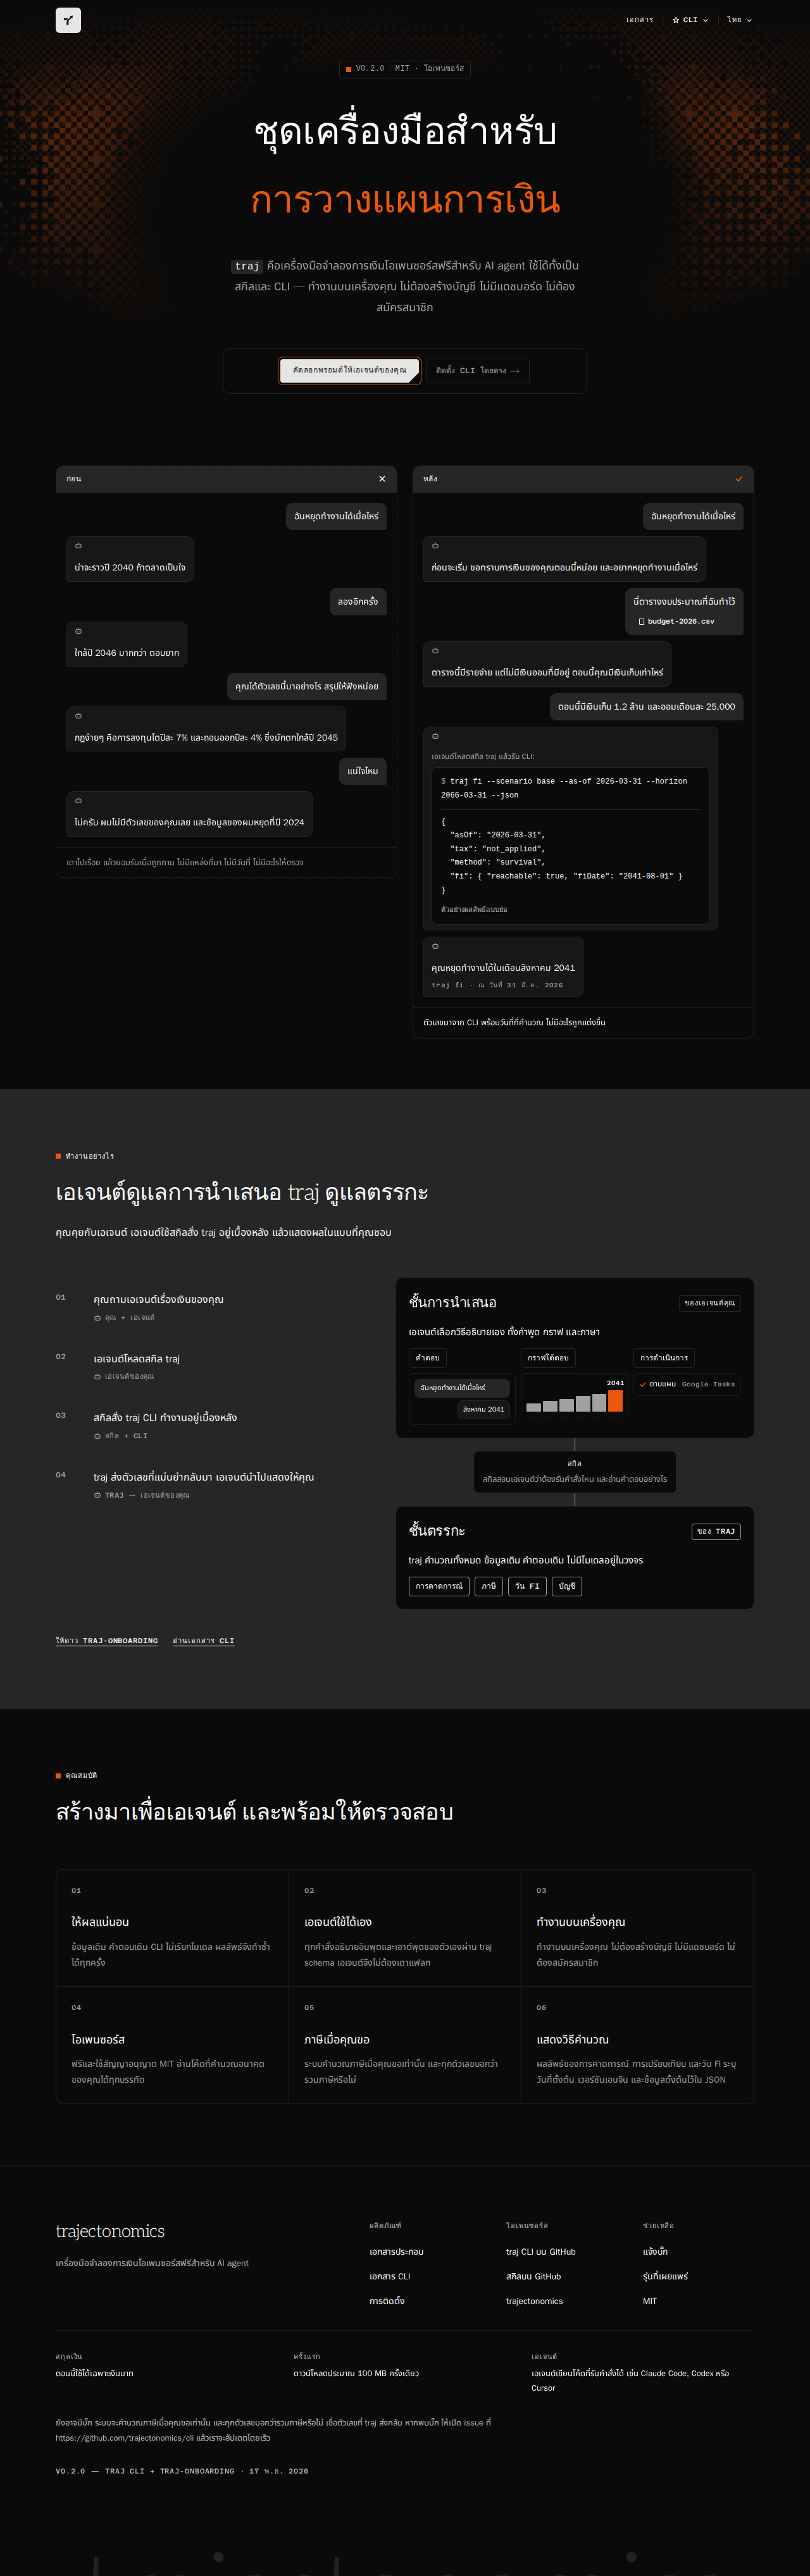 เอกสาร
CLI
ไทย
V0.2.0 MIT · โอเพนซอร์ส
ชุดเครื่องมือสำหรับ
การวางแผนการเงิน
traj คือเครื่องมือจำลองการเงินโอเพนซอร์สฟรีสำหรับ AI agent ใช้ได้ทั้งเป็น
สกิลและ CLI — ทำงานบนเครื่องคุณ ไม่ต้องสร้างบัญชี ไม่มีแดชบอร์ด ไม่ต้อง
สมัครสมาชิก
คัดลอกพรอมต์ให้เอเจนต์ของคุณ
ติดตั้ง CLI โดยตรง →
ก่อน
ฉันหยุดทำงานได้เมื่อไหร่
น่าจะราวปี 2040 ถ้าตลาดเป็นใจ
ลองอีกครั้ง
ใกล้ปี 2046 มากกว่า ตอบยาก
คุณได้ตัวเลขนี้มาอย่างไร สรุปให้ฟังหน่อย
กฎง่ายๆ คือการลงทุนโตปีละ 7% และถอนออกปีละ 4% ซึ่งมักตกใกล้ปี 2045
แน่ใจไหม
ไม่ครับ ผมไม่มีตัวเลขของคุณเลย และข้อมูลของผมหยุดที่ปี 2024
เดาไปเรื่อย แล้วยอมรับเมื่อถูกถาม ไม่มีแหล่งที่มา ไม่มีวันที่ ไม่มีอะไรให้ตรวจ
หลัง
ฉันหยุดทำงานได้เมื่อไหร่
ก่อนจะเริ่ม ขอทราบการเงินของคุณตอนนี้หน่อย และอยากหยุดทำงานเมื่อไหร่
นี่ตารางงบประมาณที่ฉันทำไว้
budget-2026.csv
ตารางนี้มีรายจ่าย แต่ไม่มีเงินออมที่มีอยู่ ตอนนี้คุณมีเงินเก็บเท่าไหร่
ตอนนี้มีเงินเก็บ 1.2 ล้าน และออมเดือนละ 25,000
เอเจนต์โหลดสกิล traj แล้วรัน CLI:
$ traj fi --scenario base --as-of 2026-03-31 --horizon
2066-03-31 --json
{
"asOf": "2026-03-31",
"tax": "not_applied",
"method": "survival",
"fi": { "reachable": true, "fiDate": "2041-08-01" }
}
ตัวอย่างผลลัพธ์แบบย่อ
คุณหยุดทำงานได้ในเดือนสิงหาคม 2041
traj fi · ณ วันที่ 31 มี.ค. 2026
ตัวเลขมาจาก CLI พร้อมวันที่ที่คำนวณ ไม่มีอะไรถูกแต่งขึ้น
ทำงานอย่างไร
เอเจนต์ดูแลการนำเสนอ traj ดูแลตรรกะ
คุณคุยกับเอเจนต์ เอเจนต์ใช้สกิลสั่ง traj อยู่เบื้องหลัง แล้วแสดงผลในแบบที่คุณชอบ
01
คุณถามเอเจนต์เรื่องเงินของคุณ
คุณ + เอเจนต์
02
เอเจนต์โหลดสกิล traj
เอเจนต์ของคุณ
03
สกิลสั่ง traj CLI ทำงานอยู่เบื้องหลัง
สกิล + CLI
04
traj ส่งตัวเลขที่แม่นยำกลับมา เอเจนต์นำไปแสดงให้คุณ
TRAJ → เอเจนต์ของคุณ
ชั้นการนำเสนอ
ของเอเจนต์คุณ
เอเจนต์เลือกวิธีอธิบายเอง ทั้งคำพูด กราฟ และภาษา
คำตอบ
ฉันหยุดทำงานได้เมื่อไหร่
สิงหาคม 2041
กราฟโต้ตอบ
2041
การดำเนินการ
ตามแผน Google Tasks
สกิล
สกิลสอนเอเจนต์ว่าต้องรันคำสั่งไหน และอ่านคำตอบอย่างไร
ชั้นตรรกะ
ของ TRAJ
traj คำนวณทั้งหมด ข้อมูลเดิม คำตอบเดิม ไม่มีโมเดลอยู่ในวงจร
การคาดการณ์
ภาษี
วัน FI
บัญชี
ให้ดาว TRAJ-ONBOARDING
อ่านเอกสาร CLI
คุณสมบัติ
สร้างมาเพื่อเอเจนต์ และพร้อมให้ตรวจสอบ
01
ให้ผลแน่นอน
ข้อมูลเดิม คำตอบเดิม CLI ไม่เรียกโมเดล ผลลัพธ์จึงทำซ้ำ
ได้ทุกครั้ง
02
เอเจนต์ใช้ได้เอง
ทุกคำสั่งอธิบายอินพุตและเอาต์พุตของตัวเองผ่าน traj
schema เอเจนต์จึงไม่ต้องเดาแฟลก
03
ทำงานบนเครื่องคุณ
ทำงานบนเครื่องคุณ ไม่ต้องสร้างบัญชี ไม่มีแดชบอร์ด ไม่
ต้องสมัครสมาชิก
04
โอเพนซอร์ส
ฟรีและใช้สัญญาอนุญาต MIT อ่านโค้ดที่คำนวณอนาคต
ของคุณได้ทุกบรรทัด
05
ภาษีเมื่อคุณขอ
ระบบคำนวณภาษีเมื่อคุณขอเท่านั้น และทุกตัวเลขบอกว่า
รวมภาษีหรือไม่
06
แสดงวิธีคำนวณ
ผลลัพธ์ของการคาดการณ์ การเปรียบเทียบ และวัน FI ระบุ
วันที่ตั้งต้น เวอร์ชันเอนจิน และข้อมูลตั้งต้นไว้ใน JSON
trajectonomics
เครื่องมือจำลองการเงินโอเพนซอร์สฟรีสำหรับ AI agent
ผลิตภัณฑ์
เอกสารประกอบ
เอกสาร CLI
การติดตั้ง
โอเพนซอร์ส
traj CLI บน GitHub
สกิลบน GitHub
trajectonomics
ช่วยเหลือ
แจ้งบั๊ก
รุ่นที่เผยแพร่
MIT
สกุลเงิน
ตอนนี้ใช้ได้เฉพาะเงินบาท
ครั้งแรก
ดาวน์โหลดประมาณ 100 MB ครั้งเดียว
เอเจนต์
เอเจนต์เขียนโค้ดที่รันคำสั่งได้ เช่น Claude Code, Codex หรือ
Cursor
ยังอาจมีบั๊ก ระบบจะคำนวณภาษีเมื่อคุณขอเท่านั้น และทุกตัวเลขบอกว่ารวมภาษีหรือไม่ เชื่อตัวเลขที่ traj ส่งกลับ หากพบบั๊ก ให้เปิด issue ที่
https://github.com/trajectonomics/cli แล้วเราจะอัปเดตโดยเร็ว
V0.2.0 — TRAJ CLI + TRAJ-ONBOARDING · 17 พ.ย. 2026